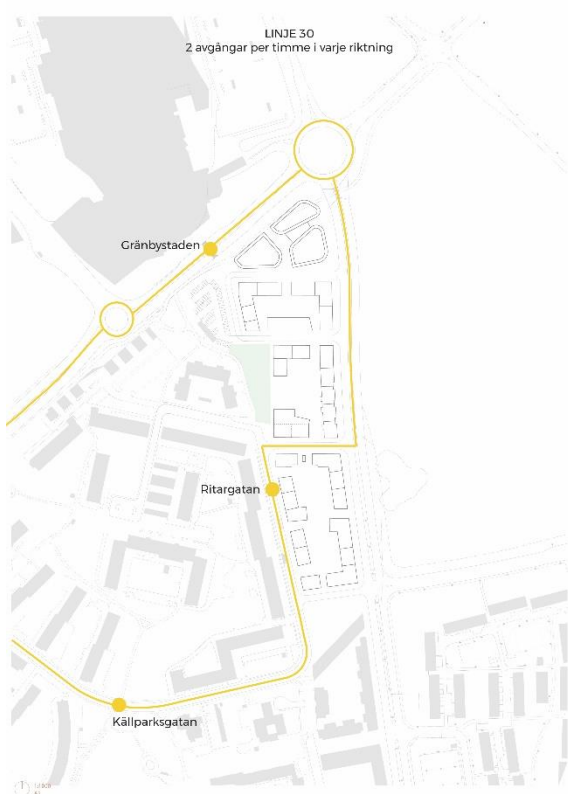 LINJE 30
2 avgångar per timme i varje riktning
Gränbystaden
Ritargatan
Källparksgatan